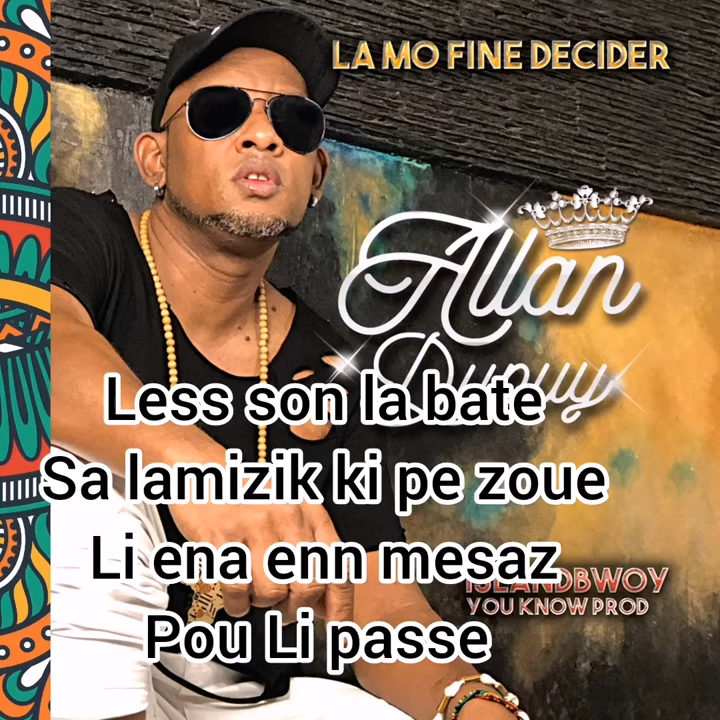 LA MO FINE DECIDER
Allan
Dupuy
Less son la bate
Sa lamizik ki pe zoue
Li ena enn mesaz
Pou Li passe
ISLANDBWOY
YOU KNOW PROD